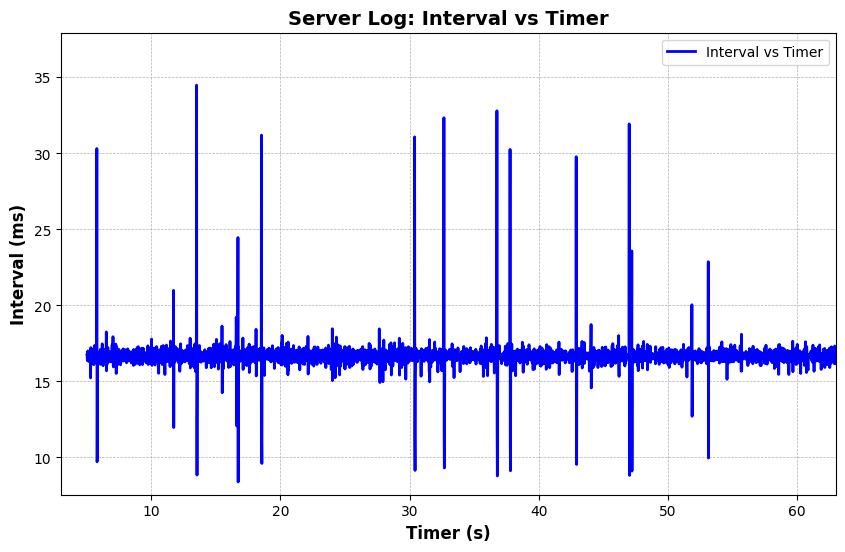 Server Log: Interval vs Timer
Interval vs Timer
35
30
25
20
15
10
Interval (ms)
10 20 30 40 50 60
Timer (s)